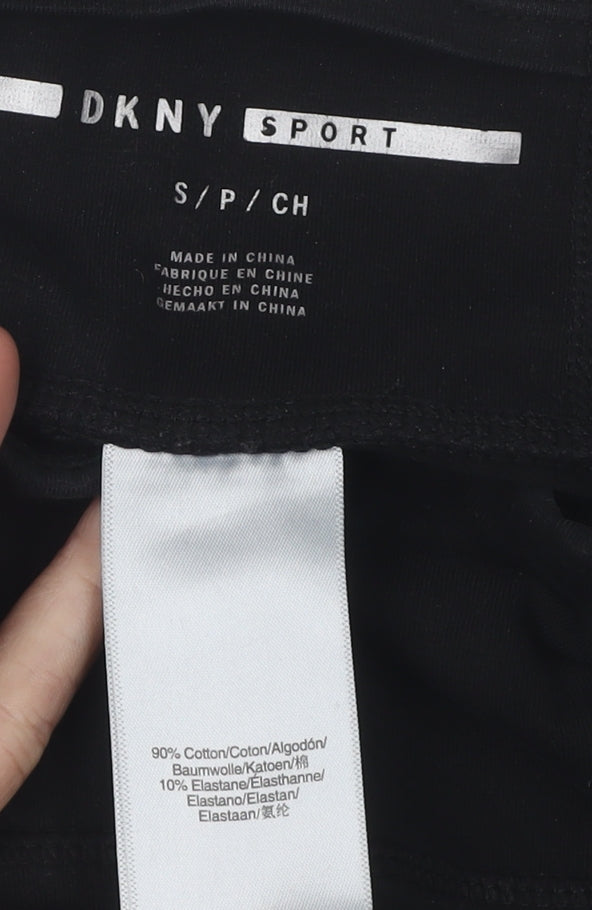 DKNY SPORT
S / P / CH
MADE IN CHINA
FABRIQUE EN CHINE
HECHO EN CHINA
GEMAAKT IN CHINA
90% Cotton/Coton/Algodón/
Baumwolle/Katoen/棉
10% Elastane/Élasthanne/
Elastano/Elastan/
Elastaan/氨纶